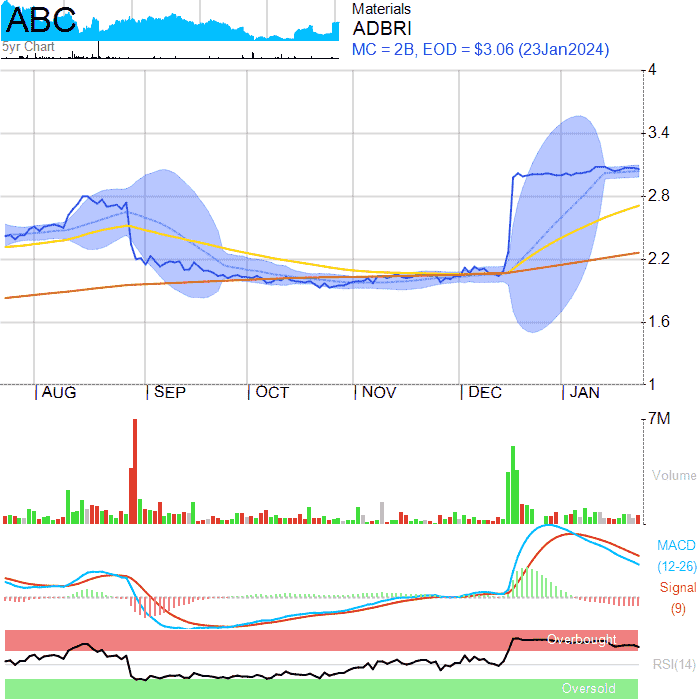 ABC
5yr Chart
Materials
ADBRI
MC = 2B, EOD = $3.06 (23Jan2024)
4
3.4
2.8
2.2
1.6
1
AUG SEP OCT NOV DEC JAN
7M
Volume
MACD
(12-26)
Signal
(9)
Overbought
RSI(14)
Oversold